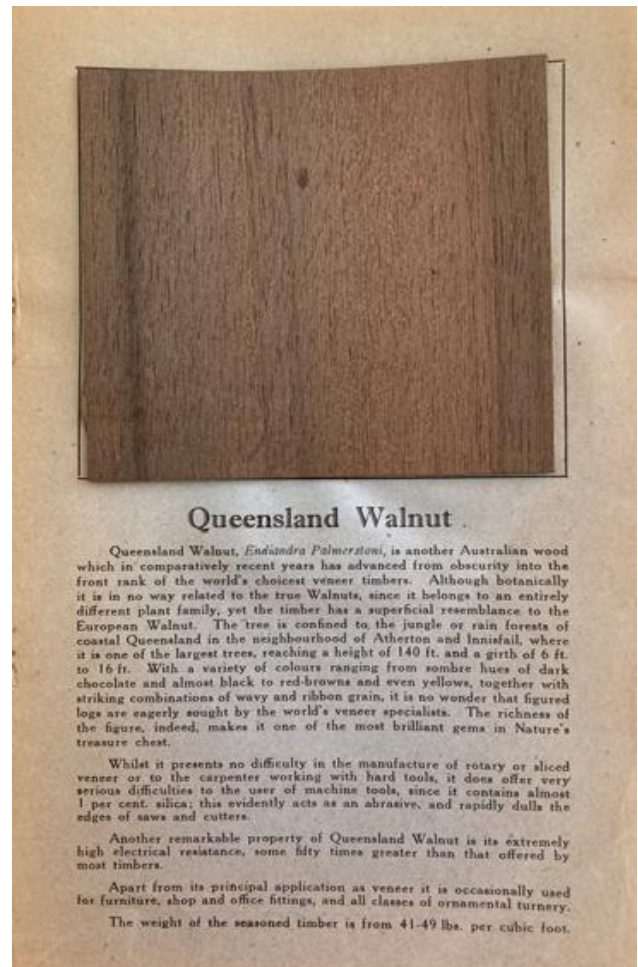 Queensland Walnut
Queensland Walnut, Endiandra Palmerstoni, is another Australian wood
which in comparatively recent years has advanced from obscurity into the
front rank of the world's choicest veneer timbers. Although botanically
it is in no way related to the true Walnuts, since it belongs to an entirely
different plant family, yet the timber has a superficial resemblance to the
European Walnut. The tree is confined to the jungle or rain forests of
coastal Queensland in the neighbourhood of Atherton and Innisfail, where
it is one of the largest trees, reaching a height of 140 ft. and a girth of 6 ft.
to 16 ft. With a variety of colours ranging from sombre hues of dark
chocolate and almost black to red-browns and even yellows, together with
striking combinations of wavy and ribbon grain, it is no wonder that figured
logs are eagerly sought by the world's veneer specialists. The richness of
the figure, indeed, makes it one of the most brilliant gems in Nature's
treasure chest.
Whilst it presents no difficulty in the manufacture of rotary or sliced
veneer or to the carpenter working with hard tools, it does offer very
serious difficulties to the user of machine tools, since it contains almost
1 per cent. silica; this evidently acts as an abrasive, and rapidly dulls the
edges of saws and cutters.
Another remarkable property of Queensland Walnut is its extremely
high electrical resistance, some fifty times greater than that offered by
most timbers.
Apart from its principal application as veneer it is occasionally used
for furniture, shop and office fittings, and all classes of ornamental turnery.
The weight of the seasoned timber is from 41-49 lbs. per cubic foot.